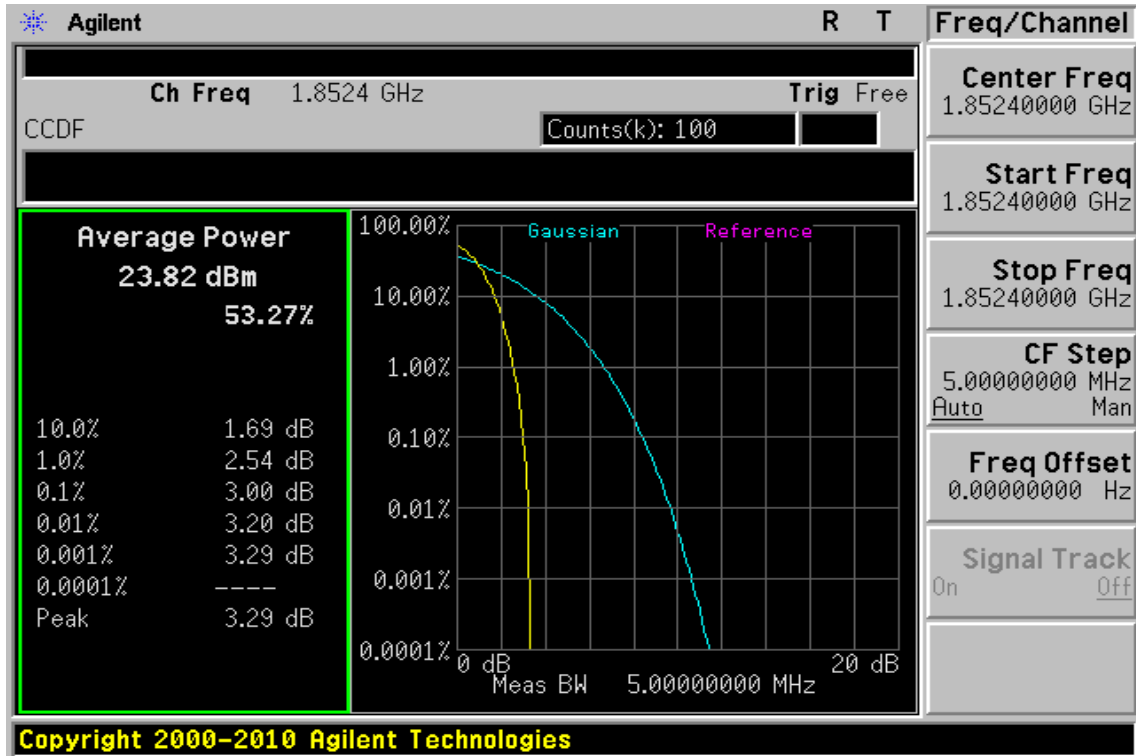 Agilent R T Freq/Channel
Ch Freq 1.8524 GHz Trig Free
CCDF Counts(k): 100
Center Freq
1.85240000 GHz
Start Freq
1.85240000 GHz
Stop Freq
1.85240000 GHz
CF Step
5.00000000 MHz
Auto Man
Freq Offset
0.00000000 Hz
Signal Track
On Off
Average Power
23.82 dBm
53.27%
10.0% 1.69 dB
1.0% 2.54 dB
0.1% 3.00 dB
0.01% 3.20 dB
0.001% 3.29 dB
0.0001% ----
Peak 3.29 dB
Gaussian Reference
100.00%
10.00%
1.00%
0.10%
0.01%
0.001%
0.0001%
0 dB 20 dB
Meas BW 5.00000000 MHz
Copyright 2000-2010 Agilent Technologies